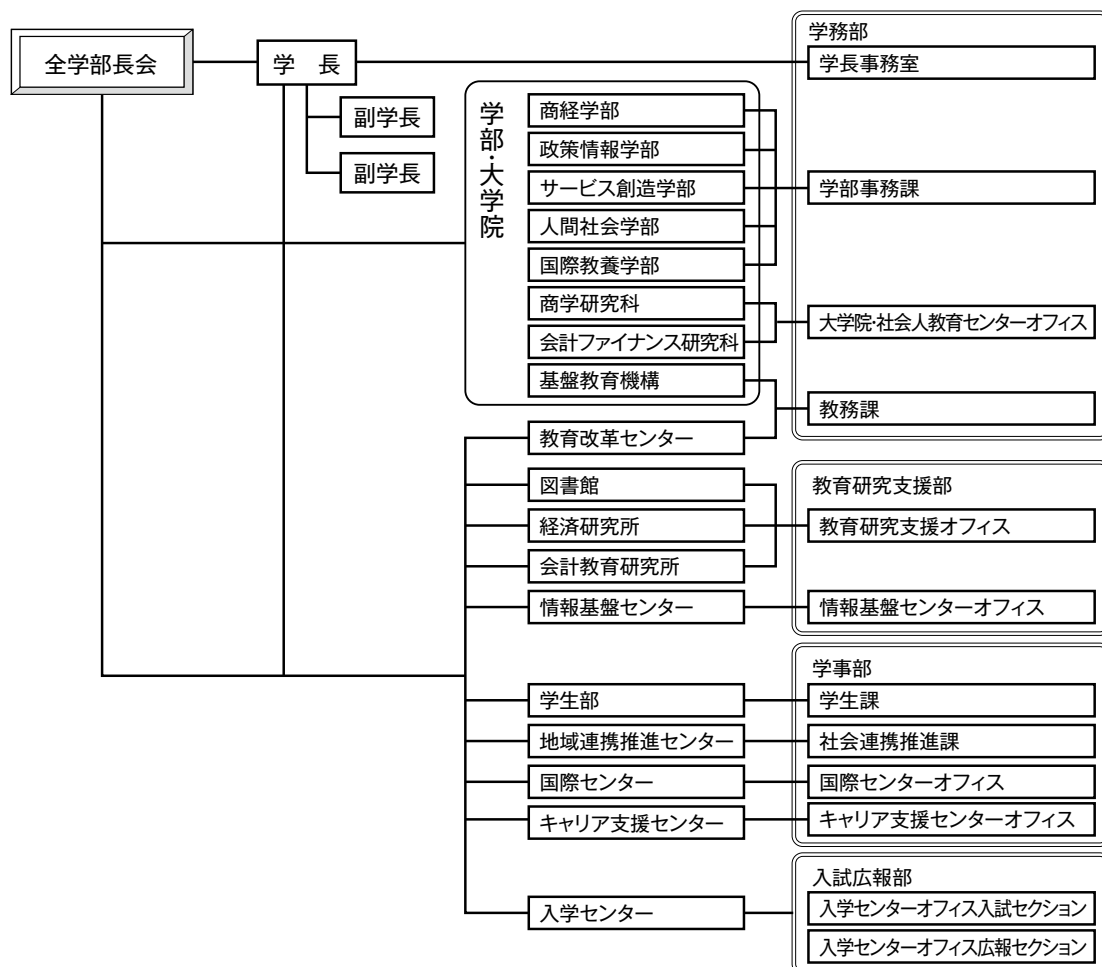 全学部長会
学 長
副学長
副学長
学部・大学院
商経学部
政策情報学部
サービス創造学部
人間社会学部
国際教養学部
商学研究科
会計ファイナンス研究科
基盤教育機構
教育改革センター
図書館
経済研究所
会計教育研究所
情報基盤センター
学生部
地域連携推進センター
国際センター
キャリア支援センター
入学センター
学務部
学長事務室
学部事務課
大学院・社会人教育センターオフィス
教務課
教育研究支援部
教育研究支援オフィス
情報基盤センターオフィス
学事部
学生課
社会連携推進課
国際センターオフィス
キャリア支援センターオフィス
入試広報部
入学センターオフィス入試セクション
入学センターオフィス広報セクション